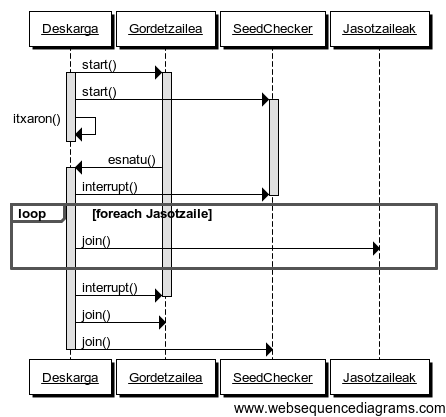 Deskarga Gordetzailea SeedChecker Jasotzaileak
start()
start()
itxaron()
esnatu()
interrupt()
loop [foreach Jasotzaile]
join()
interrupt()
join()
join()
Deskarga Gordetzailea SeedChecker Jasotzaileak
www.websequencediagrams.com